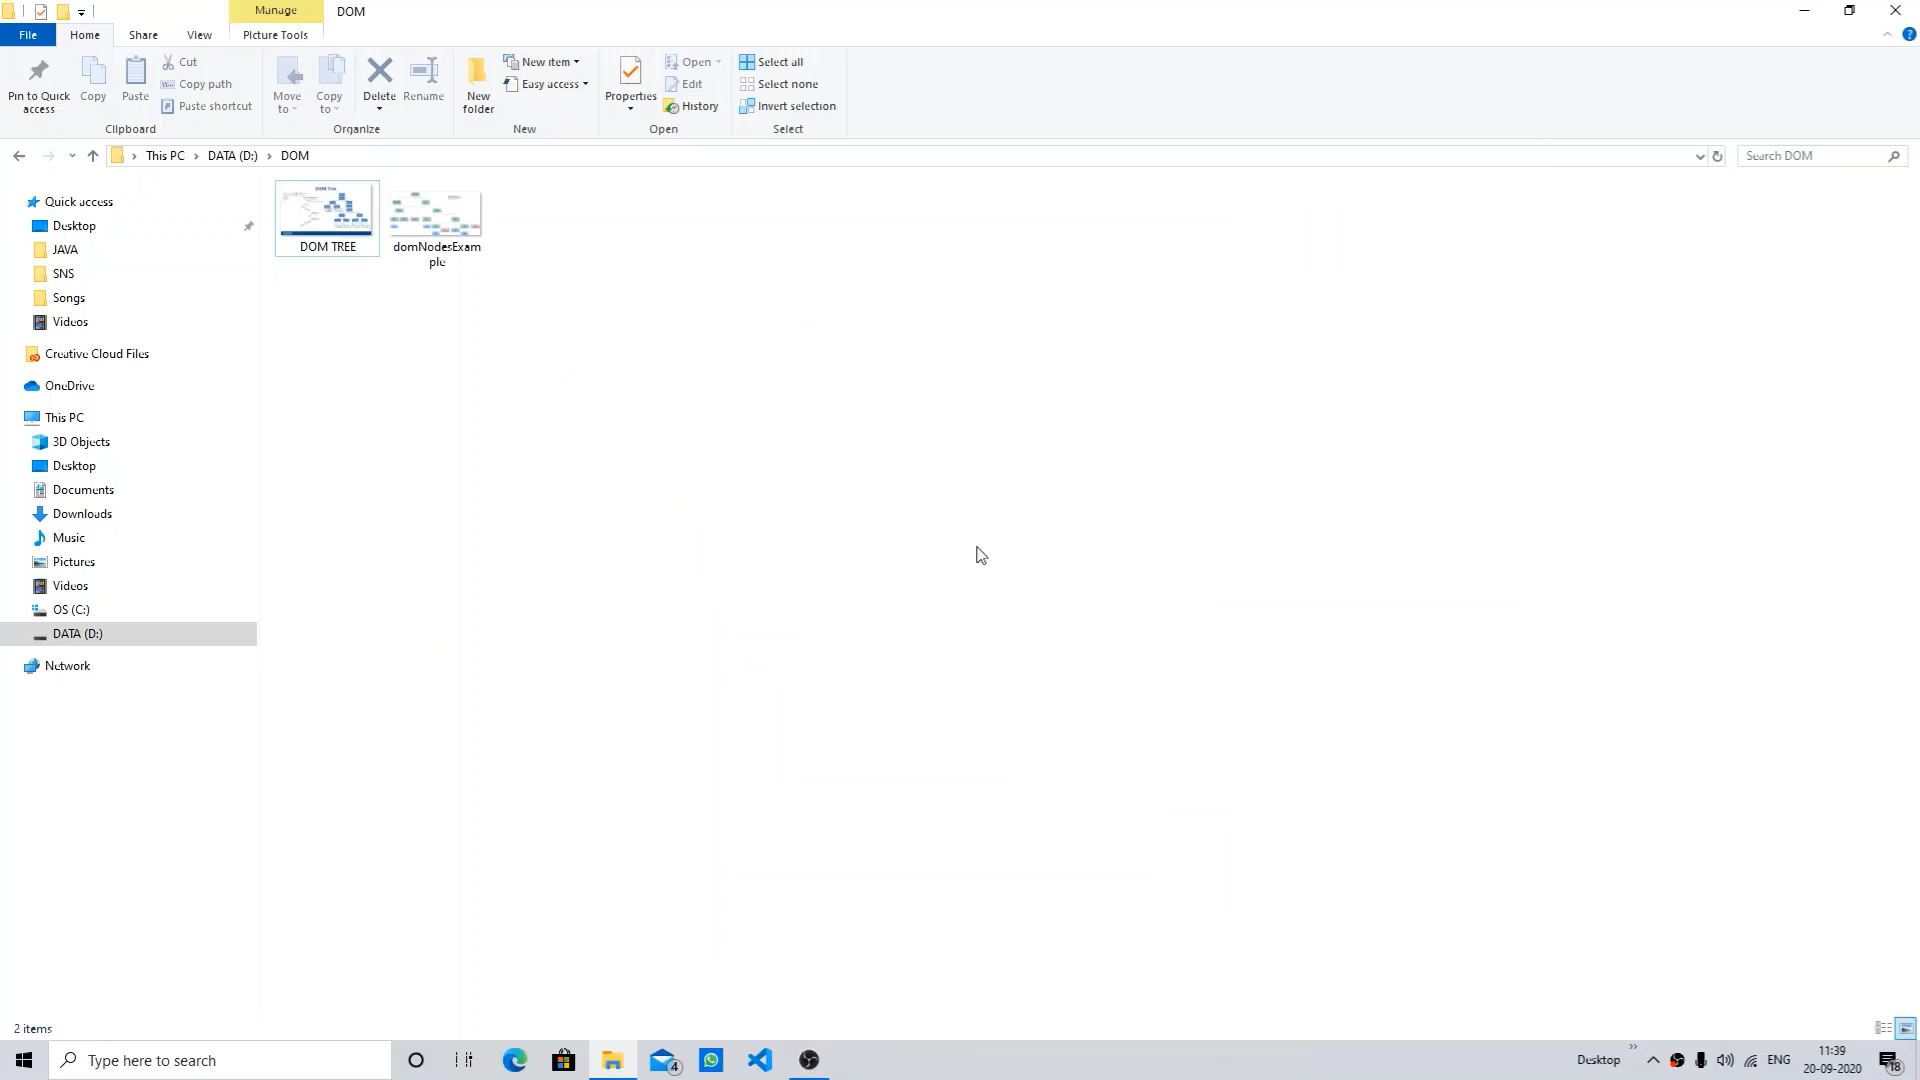 Manage
DOM
File
Home
Share
View
Picture Tools
Pin to Quick access
Copy
Paste
Cut
Copy path
Paste shortcut
Clipboard
Move to
Copy to
Delete
Rename
Organize
New folder
New item
Easy access
New
Properties
Open
Edit
History
Open
Select all
Select none
Invert selection
Select
This PC > DATA (D:) > DOM
Search DOM
Quick access
Desktop
JAVA
SNS
Songs
Videos
Creative Cloud Files
OneDrive
This PC
3D Objects
Desktop
Documents
Downloads
Music
Pictures
Videos
OS (C:)
DATA (D:)
Network
DOM Tree
DOM TREE
domNodesExam
ple
2 items
Type here to search
4
Desktop
ENG
11:39
20-09-2020
18